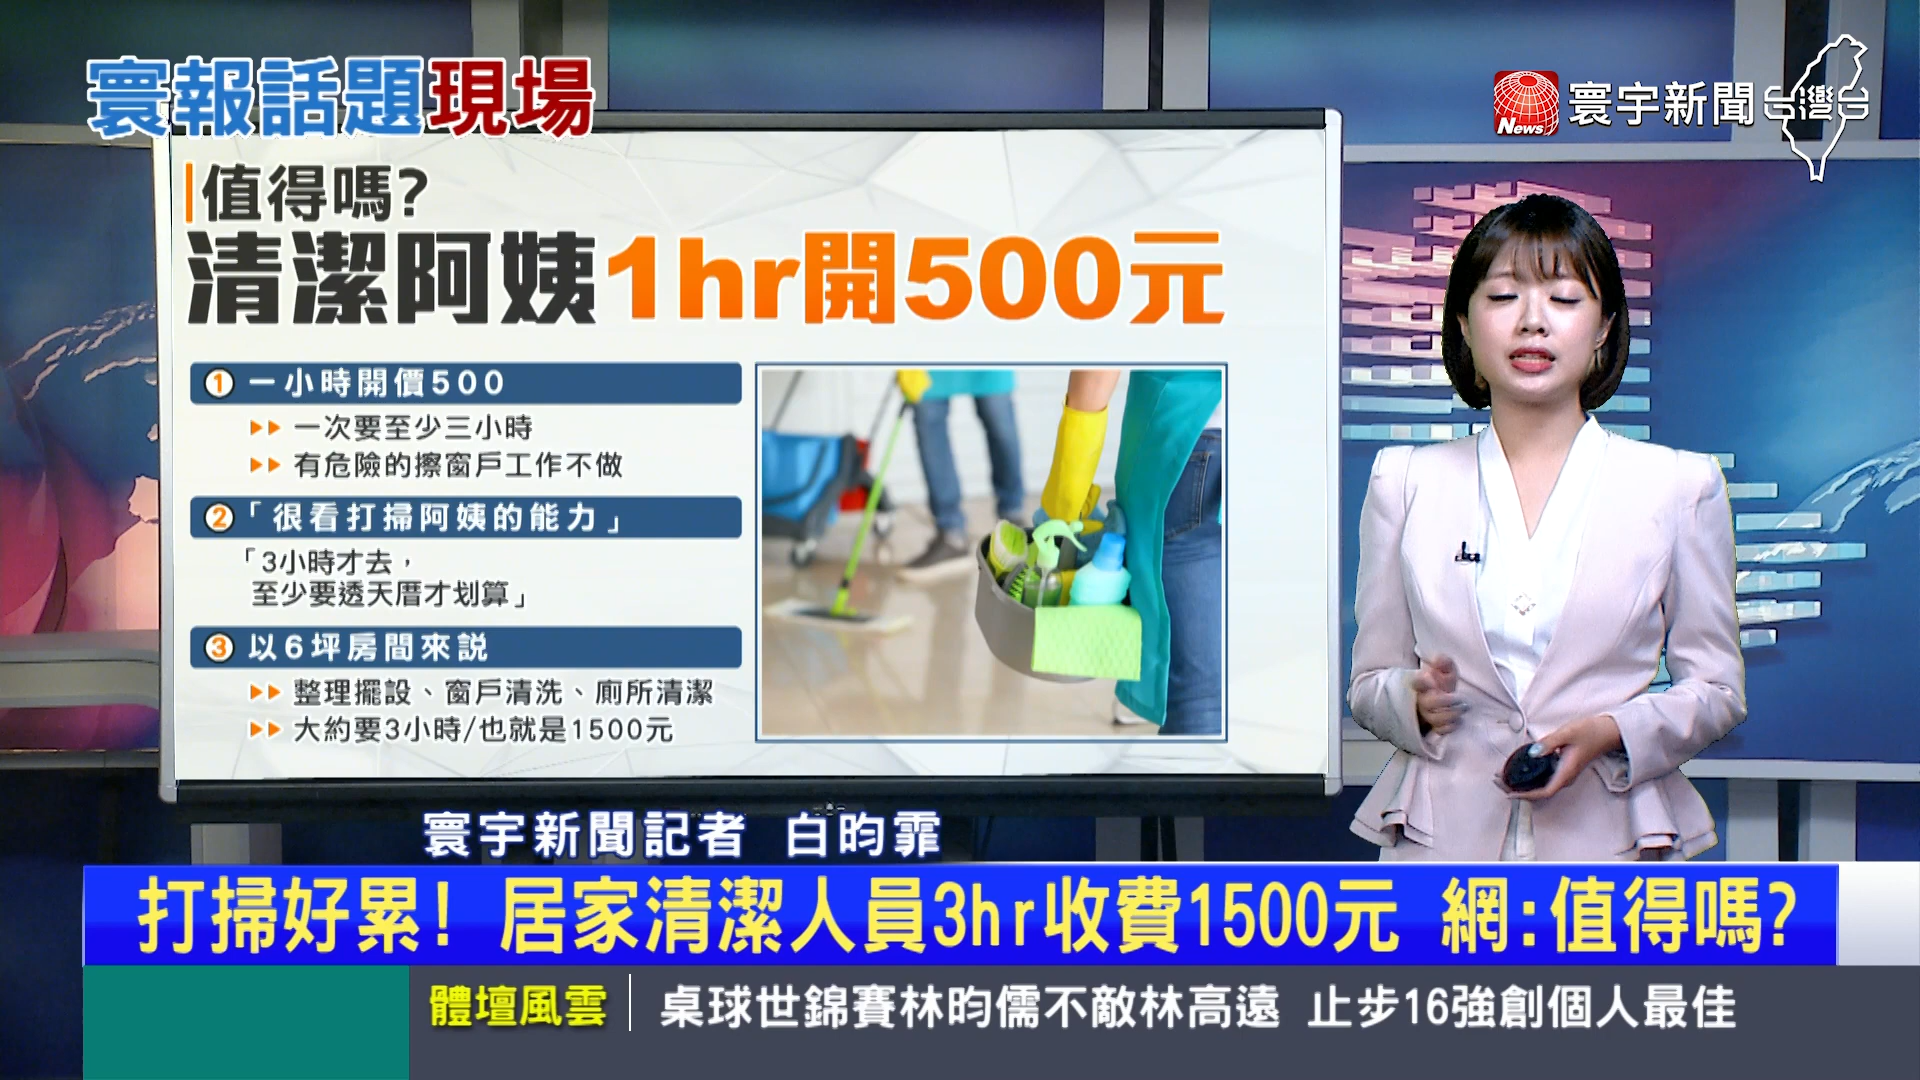 寰報話題現場
News 寰宇新聞 台灣台
值得嗎?
清潔阿姨1hr開500元
1 一小時開價500
一次要至少三小時
有危險的擦窗戶工作不做
2 「很看打掃阿姨的能力」
「3小時才去，
至少要透天厝才划算」
3 以6坪房間來説
整理擺設、窗戶清洗、廁所清潔
大約要3小時/也就是1500元
寰宇新聞記者 白昀霏
打掃好累! 居家清潔人員3hr收費1500元 網:值得嗎?
體壇風雲
桌球世錦賽林昀儒不敵林高遠 止步16強創個人最佳